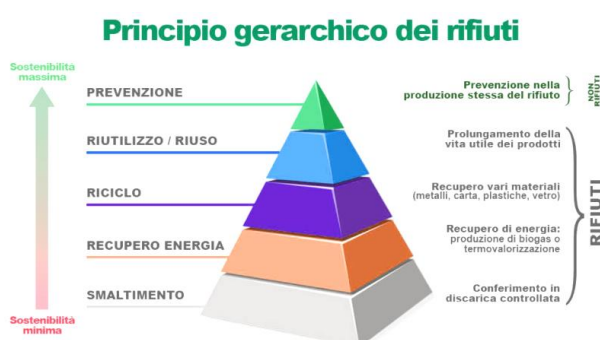 Principio gerarchico dei rifiuti
Sostenibilità
massima
PREVENZIONE
Prevenzione nella
produzione stessa del rifiuto
NON
RIFIUTI
RIUTILIZZO / RIUSO
Prolungamento della
vita utile dei prodotti
RICICLO
Recupero vari materiali
(metalli, carta, plastiche, vetro)
RIFIUTI
RECUPERO ENERGIA
Recupero di energia:
produzione di biogas o
termovalorizzazione
SMALTIMENTO
Conferimento in
discarica controllata
Sostenibilità
minima